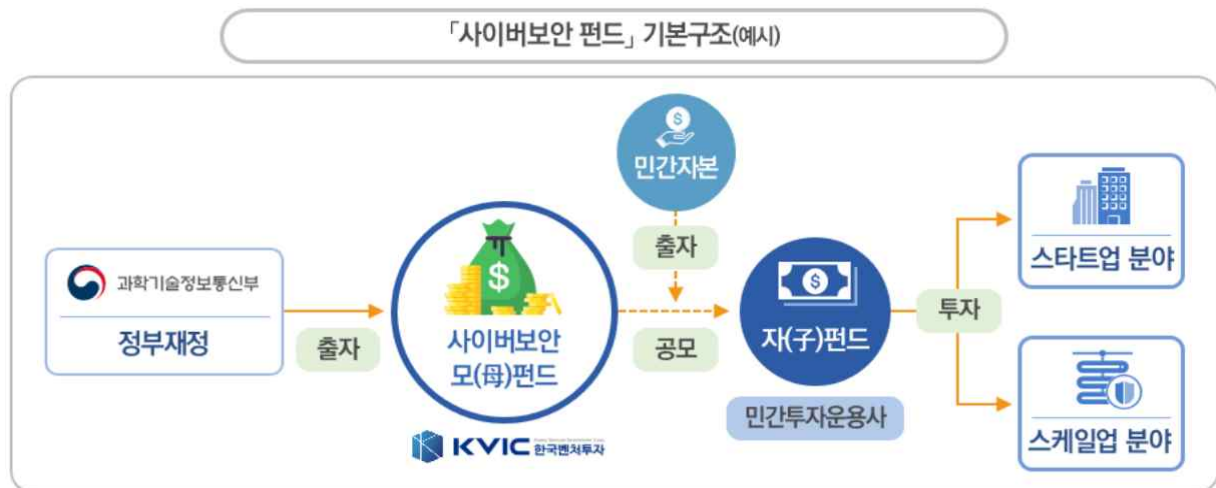 「사이버보안 펀드」 기본구조(예시)
$
민간자본
과학기술정보통신부
정부재정
출자
$
사이버보안
모(母)펀드
KVIC 한국벤처투자
출자
공모
$
자(子)펀드
민간투자운용사
투자
스타트업 분야
스케일업 분야